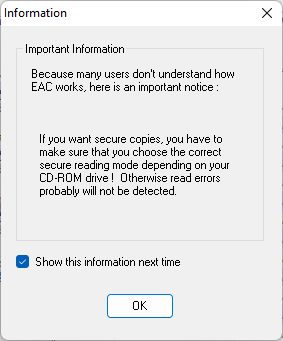 Information
Important Information
Because many users don't understand how
EAC works, here is an important notice :
If you want secure copies, you have to
make sure that you choose the correct
secure reading mode depending on your
CD-ROM drive !  Otherwise read errors
probably will not be detected.
Show this information next time
OK